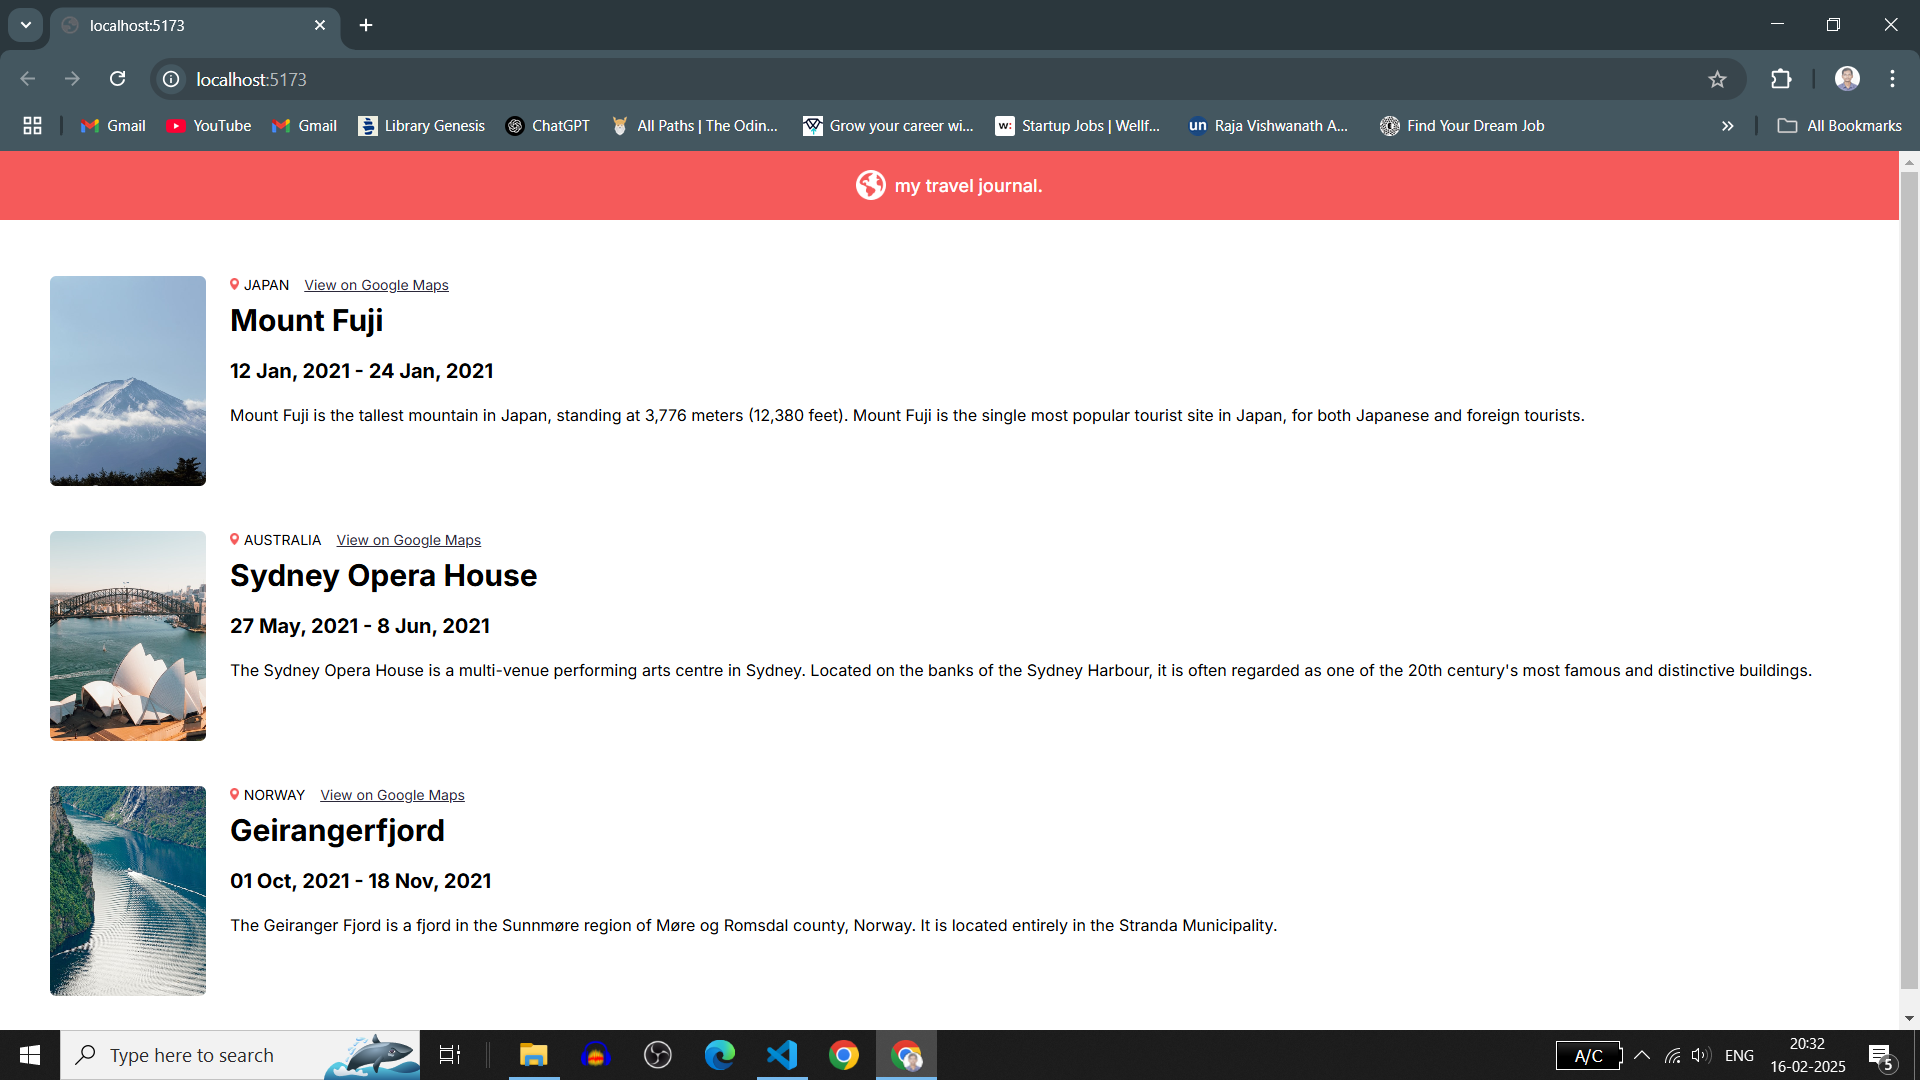 localhost:5173
localhost:5173
Gmail YouTube Gmail Library Genesis ChatGPT All Paths | The Odin... Grow your career wi... w: Startup Jobs | Wellf... un Raja Vishwanath A... Find Your Dream Job » All Bookmarks
my travel journal.
JAPAN View on Google Maps
Mount Fuji
12 Jan, 2021 - 24 Jan, 2021
Mount Fuji is the tallest mountain in Japan, standing at 3,776 meters (12,380 feet). Mount Fuji is the single most popular tourist site in Japan, for both Japanese and foreign tourists.
AUSTRALIA View on Google Maps
Sydney Opera House
27 May, 2021 - 8 Jun, 2021
The Sydney Opera House is a multi-venue performing arts centre in Sydney. Located on the banks of the Sydney Harbour, it is often regarded as one of the 20th century's most famous and distinctive buildings.
NORWAY View on Google Maps
Geirangerfjord
01 Oct, 2021 - 18 Nov, 2021
The Geiranger Fjord is a fjord in the Sunnmøre region of Møre og Romsdal county, Norway. It is located entirely in the Stranda Municipality.
Type here to search
A/C ENG
20:32
16-02-2025
5